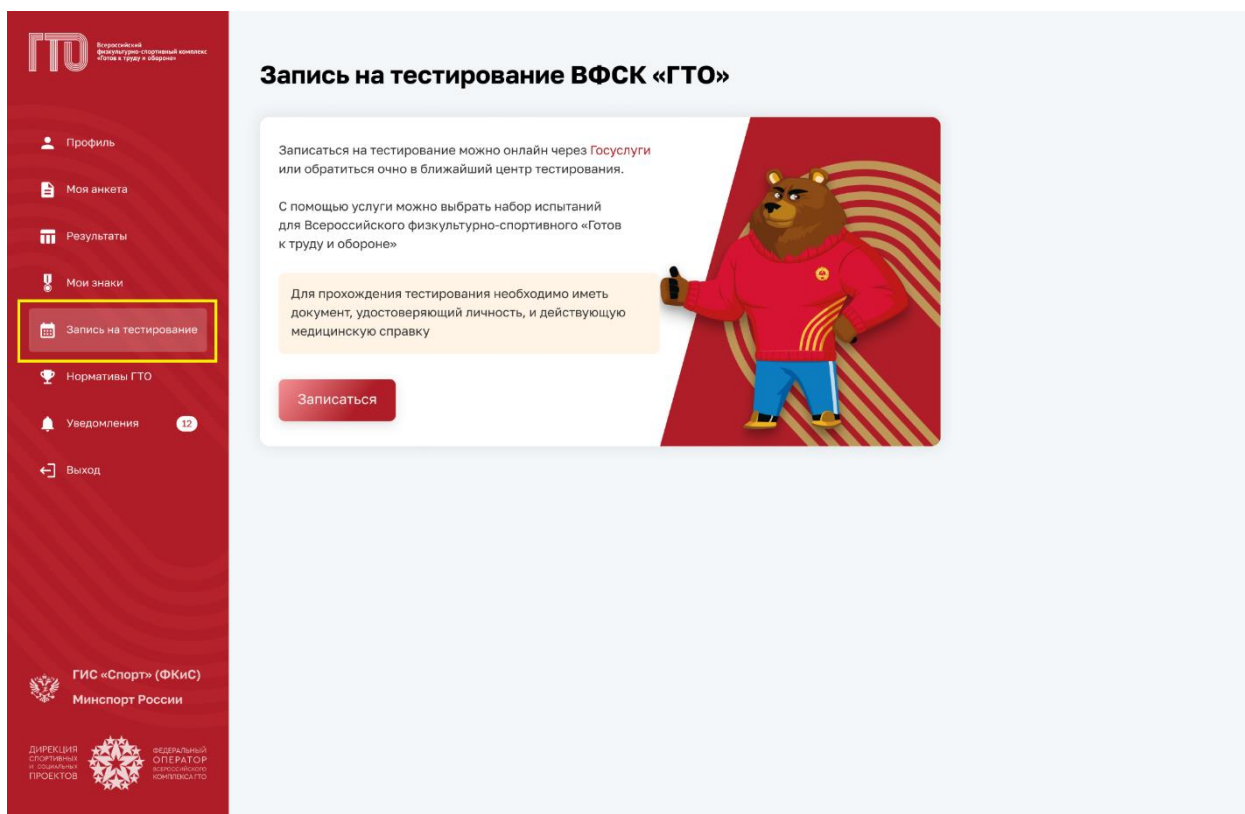 ГТО
Всероссийский
физкультурно-спортивный комплекс
«Готов к труду и обороне»
Профиль
Моя анкета
Результаты
Мои знаки
Запись на тестирование
Нормативы ГТО
Уведомления 12
Выход
ГИС «Спорт» (ФКиС)
Минспорт России
ДИРЕКЦИЯ
СПОРТИВНЫХ
И СОЦИАЛЬНЫХ
ПРОЕКТОВ
ФЕДЕРАЛЬНЫЙ
ОПЕРАТОР
ВСЕРОССИЙСКОГО
КОМПЛЕКСА ГТО
Запись на тестирование ВФСК «ГТО»
Записаться на тестирование можно онлайн через Госуслуги
или обратиться очно в ближайший центр тестирования.
С помощью услуги можно выбрать набор испытаний
для Всероссийского физкультурно-спортивного «Готов
к труду и обороне»
Для прохождения тестирования необходимо иметь
документ, удостоверяющий личность, и действующую
медицинскую справку
Записаться